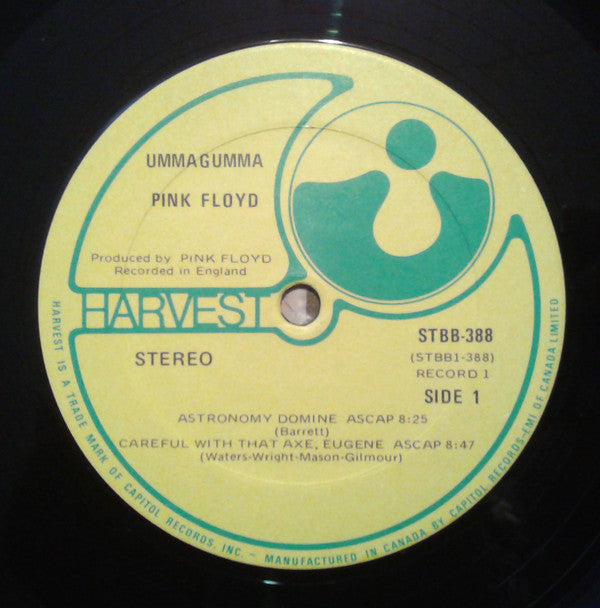 UMMAGUMMA
PINK FLOYD
Produced by PINK FLOYD
Recorded in England
HARVEST
STEREO
STBB-388
(STBB1-388)
RECORD 1
SIDE 1
ASTRONOMY DOMINE ASCAP 8:25
(Barrett)
CAREFUL WITH THAT AXE, EUGENE ASCAP 8:47
(Waters-Wright-Mason-Gilmour)
HARVEST IS A TRADE MARK OF CAPITOL RECORDS, INC. ~ MANUFACTURED IN CANADA BY CAPITOL RECORDS-EMI OF CANADA LIMITED